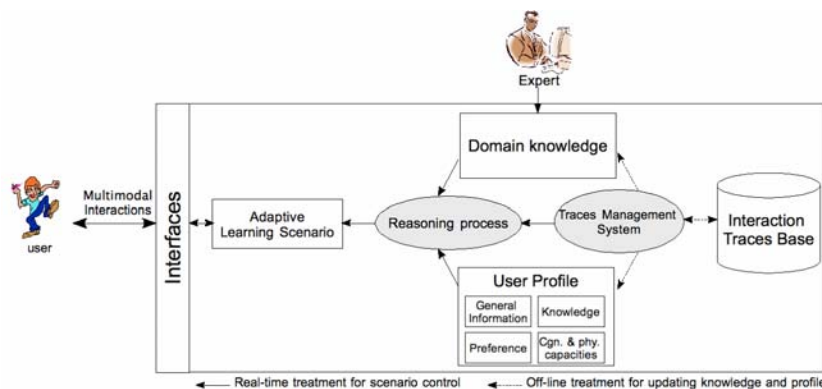 Expert
Domain knowledge
Multimodal
Interactions
user
Interfaces
Adaptive
Learning Scenario
Reasoning process
Traces Management
System
Interaction
Traces Base
User Profile
General
Information
Knowledge
Preference
Cgn. & phy.
capacities
Real-time treatment for scenario control
Off-line treatment for updating knowledge and profile